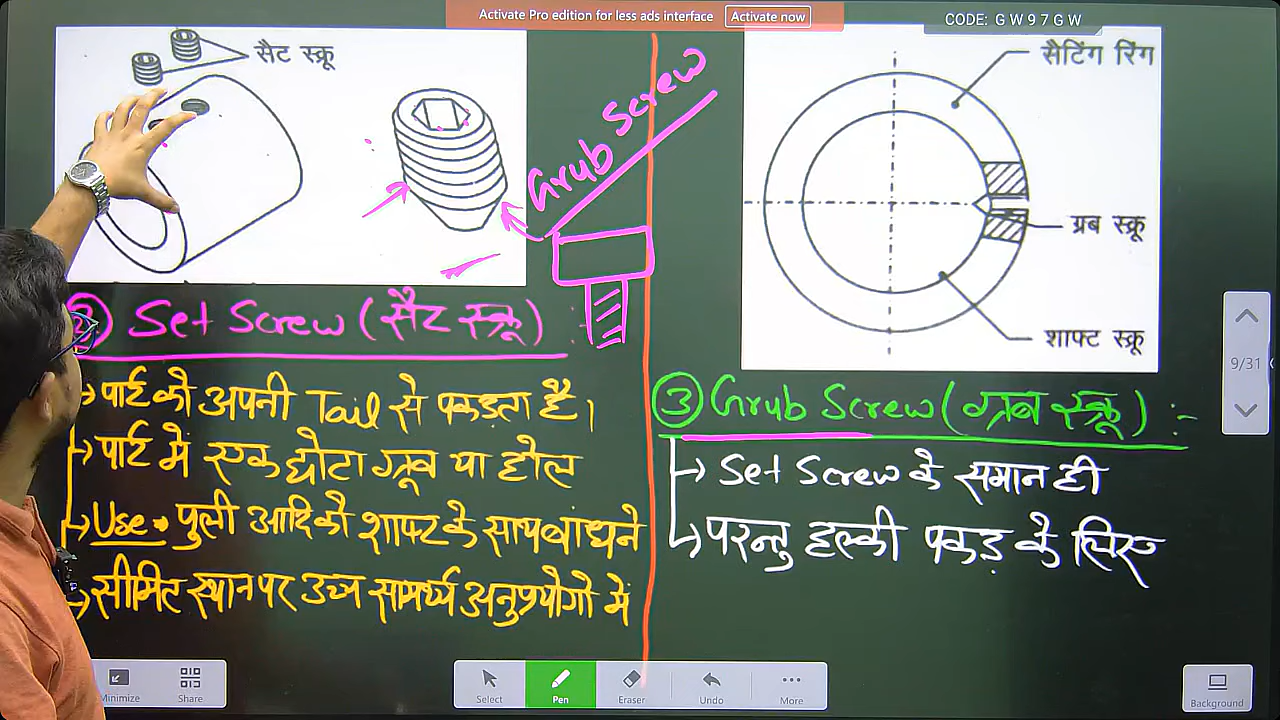 Activate Pro edition for less ads interface
Activate now
CODE: G W 9 7 G W
सैट स्क्रू
Grub Screw
सैटिंग रिंग
ग्रब स्क्रू
शाफ्ट स्क्रू
② Set Screw (सैट स्क्रू) :
→ पार्ट को अपनी Tail से पकड़ता है।
→ पार्ट में एक छोटा ग्रूव या होल
→ Use → पुली आदि को शाफ्ट के साथ बांधने
→ सीमित स्थान पर उच्च सामर्थ्य अनुप्रयोगों में
③ Grub Screw (ग्रब स्क्रू) :-
→ Set Screw के समान ही
→ परन्तु हल्की पकड़ के लिए
9/31
Minimize
Share
Select
Pen
Eraser
Undo
More
Background